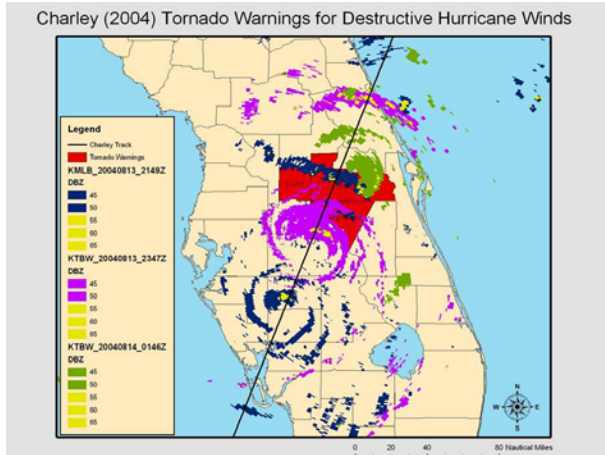 Charley (2004) Tornado Warnings for Destructive Hurricane Winds
Legend
Charley Track
Tornado Warnings
KMLB_20040813_2149Z
DBZ
45
50
55
60
65
KTBW_20040813_2347Z
DBZ
45
50
55
60
65
KTBW_20040814_0146Z
DBZ
45
50
55
60
65
N
W E
S
0 20 40 80 Nautical Miles